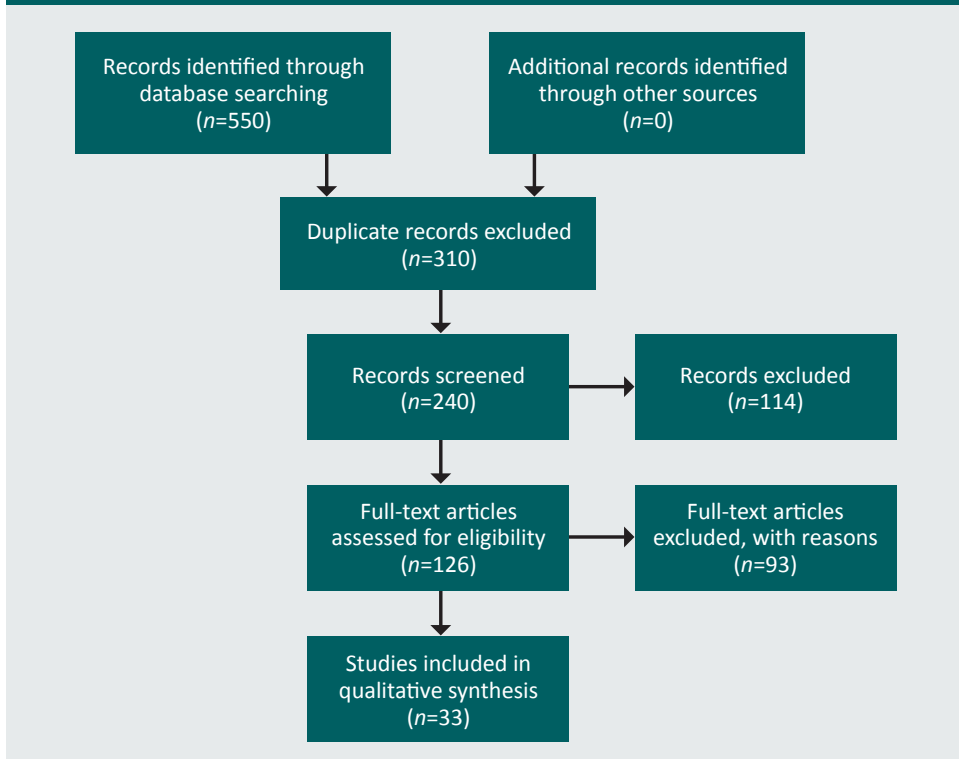 Records identified through
database searching
(n=550)
Additional records identified
through other sources
(n=0)
Duplicate records excluded
(n=310)
Records screened
(n=240)
Records excluded
(n=114)
Full-text articles
assessed for eligibility
(n=126)
Full-text articles
excluded, with reasons
(n=93)
Studies included in
qualitative synthesis
(n=33)